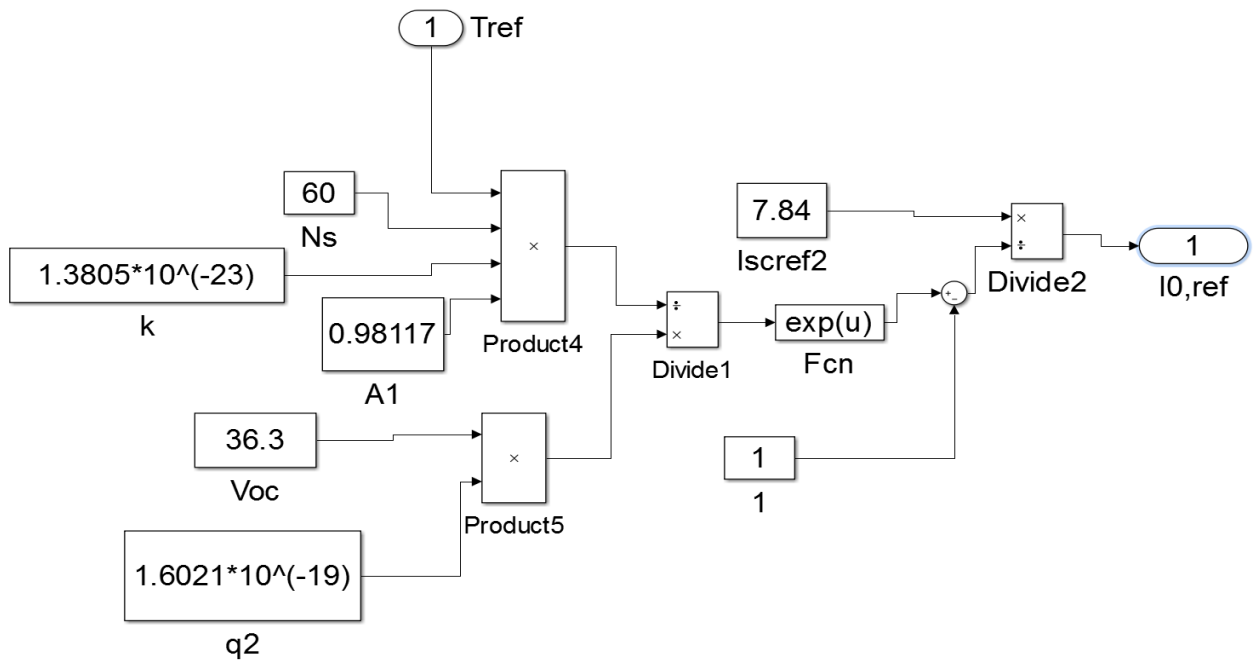 1 Tref
60
Ns
1.3805*10^(-23)
k
0.98117
A1
×
Product4
36.3
Voc
1.6021*10^(-19)
q2
×
Product5
÷
×
Divide1
exp(u)
Fcn
7.84
Iscref2
1
1
+
−
×
÷
Divide2
1
I0,ref